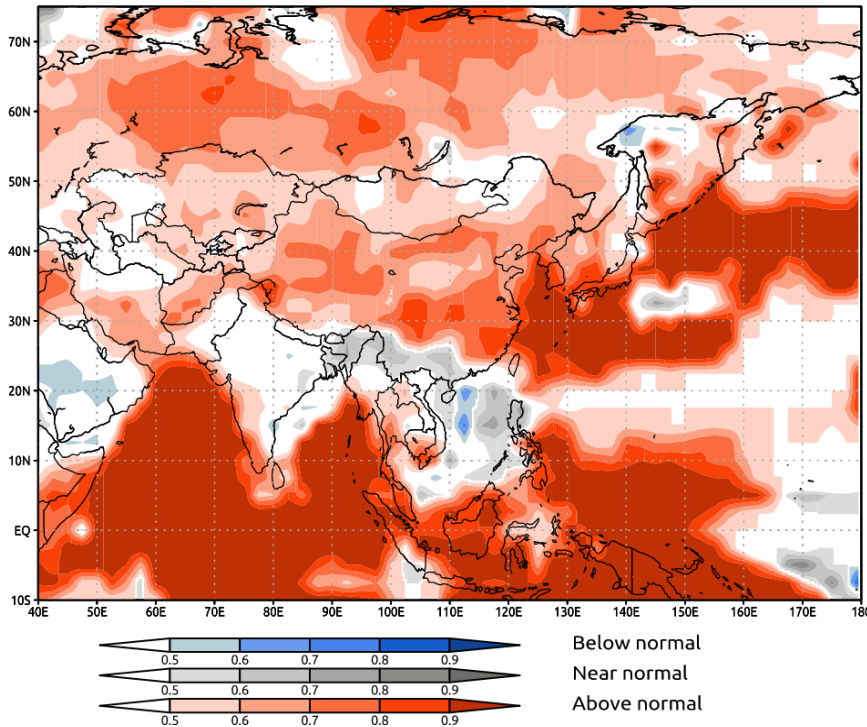 70N
60N
50N
40N
30N
20N
10N
EQ
10S
40E 50E 60E 70E 80E 90E 100E 110E 120E 130E 140E 150E 160E 170E 180
0.5 0.6 0.7 0.8 0.9 Below normal
0.5 0.6 0.7 0.8 0.9 Near normal
0.5 0.6 0.7 0.8 0.9 Above normal